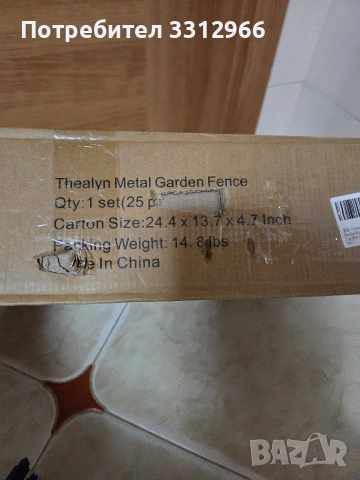 Потребител 3312966
Thealyn Metal Garden Fence
Qty: 1 set(25 p
Carton Size:24.4 x 13.7 x 4.7 Inch
Packing Weight: 14. 8 lbs
e In China
BAZAR